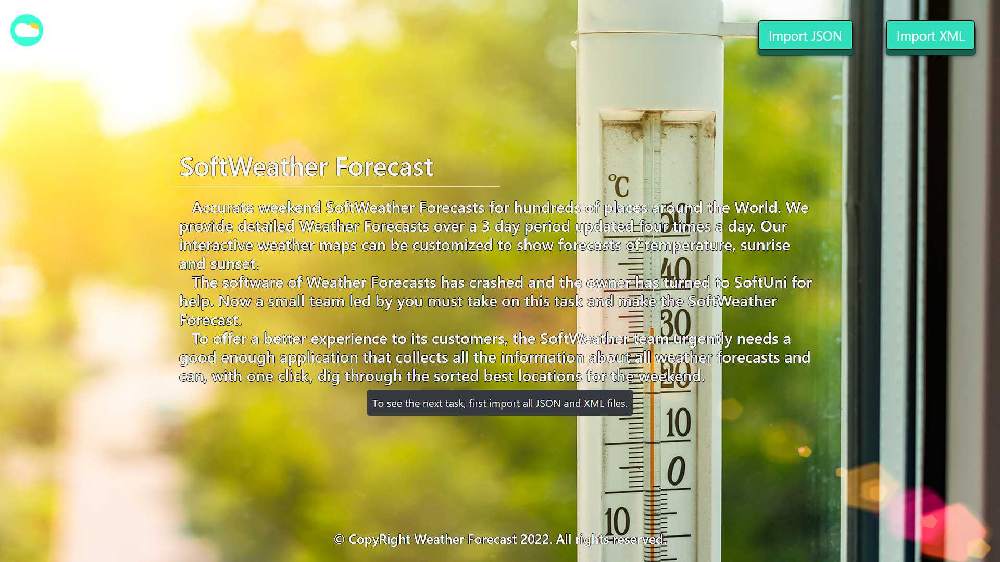 Import JSON
Import XML
SoftWeather Forecast
Accurate weekend SoftWeather Forecasts for hundreds of places around the World. We
provide detailed Weather Forecasts over a 3 day period updated four times a day. Our
interactive weather maps can be customized to show forecasts of temperature, sunrise
and sunset.
The software of Weather Forecasts has crashed and the owner has turned to SoftUni for
help. Now a small team led by you must take on this task and make the SoftWeather
Forecast.
To offer a better experience to its customers, the SoftWeather team urgently needs a
good enough application that collects all the information about all weather forecasts and
can, with one click, dig through the sorted best locations for the weekend.
To see the next task, first import all JSON and XML files.
°C
50
40
30
20
10
0
10
© CopyRight Weather Forecast 2022. All rights reserved.